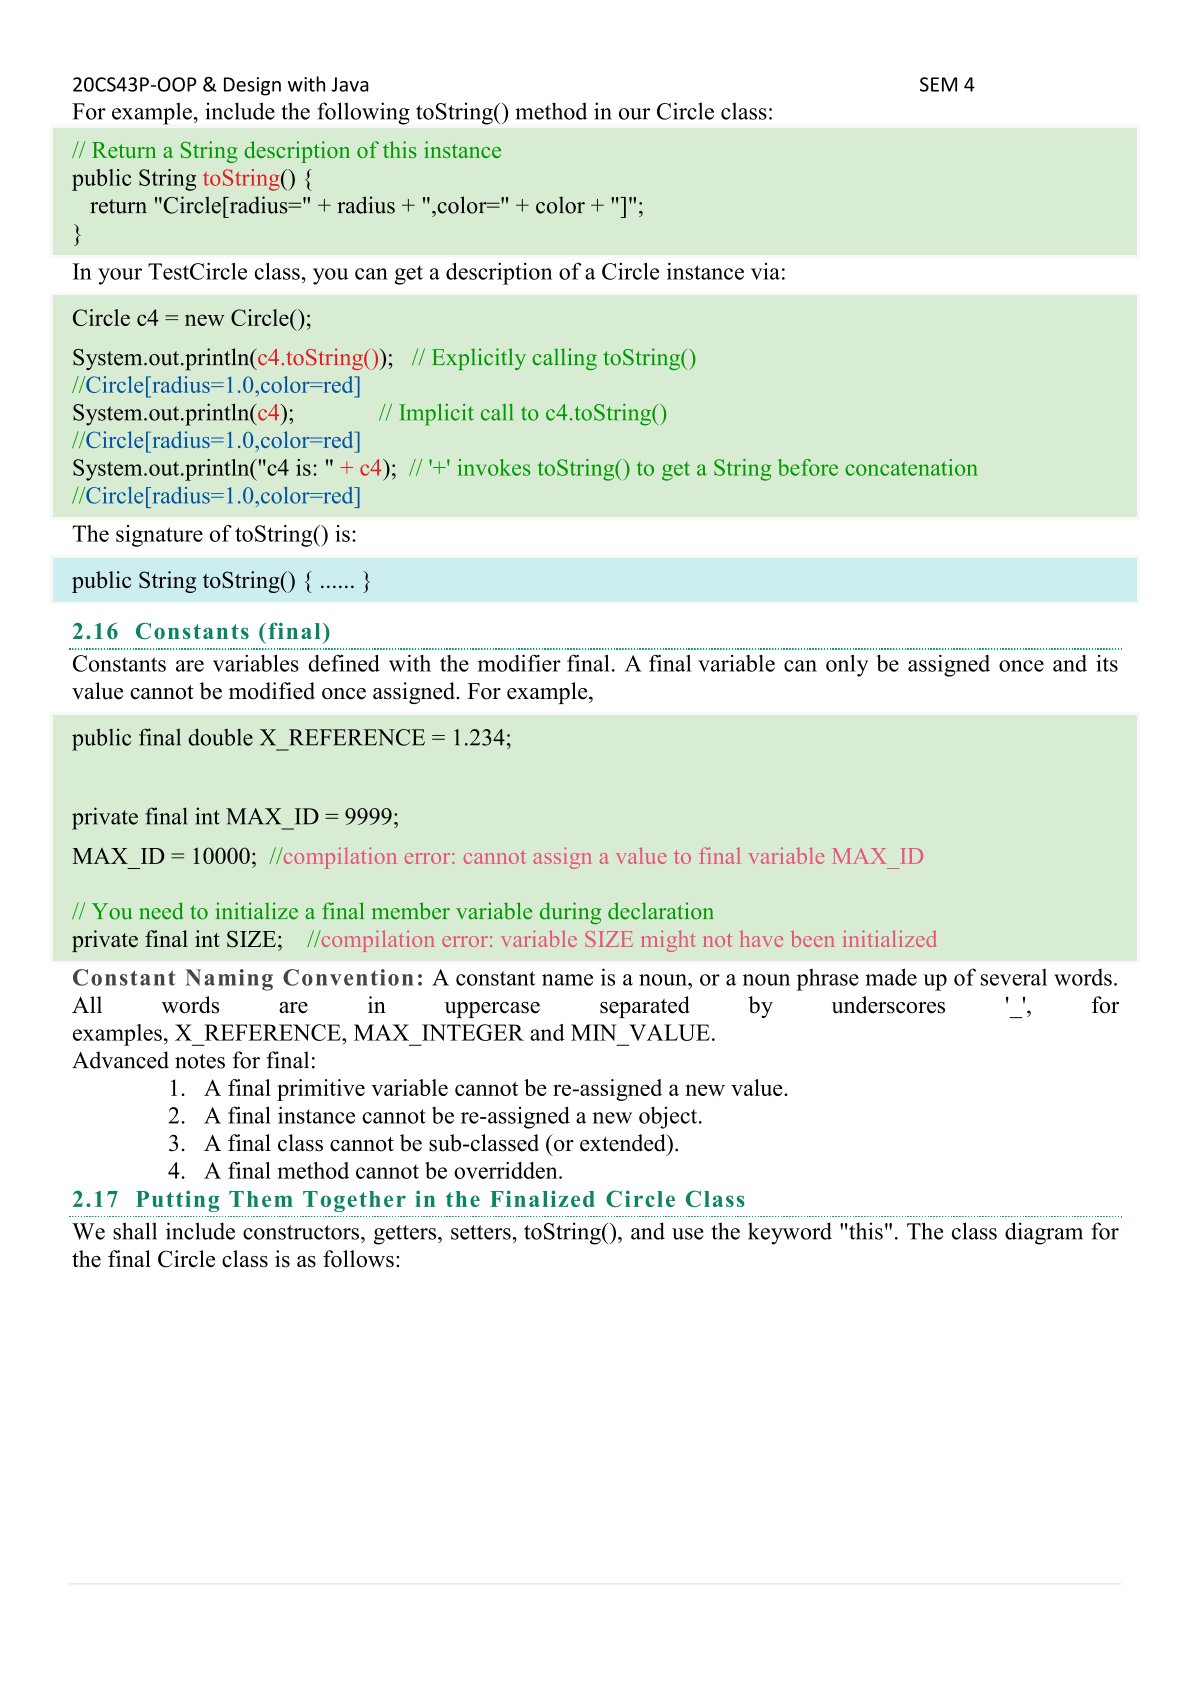 20CS43P-OOP & Design with Java SEM 4
For example, include the following toString() method in our Circle class:
// Return a String description of this instance
public String toString() {
   return "Circle[radius=" + radius + ",color=" + color + "]";
}
In your TestCircle class, you can get a description of a Circle instance via:
Circle c4 = new Circle();
System.out.println(c4.toString());   // Explicitly calling toString()
//Circle[radius=1.0,color=red]
System.out.println(c4);              // Implicit call to c4.toString()
//Circle[radius=1.0,color=red]
System.out.println("c4 is: " + c4);  // '+' invokes toString() to get a String before concatenation
//Circle[radius=1.0,color=red]
The signature of toString() is:
public String toString() { ...... }
2.16  Constants (final)
Constants are variables defined with the modifier final. A final variable can only be assigned once and its
value cannot be modified once assigned. For example,
public final double X_REFERENCE = 1.234;
private final int MAX_ID = 9999;
MAX_ID = 10000;  //compilation error: cannot assign a value to final variable MAX_ID
// You need to initialize a final member variable during declaration
private final int SIZE;    //compilation error: variable SIZE might not have been initialized
Constant Naming Convention: A constant name is a noun, or a noun phrase made up of several words.
All words are in uppercase separated by underscores '_', for
examples, X_REFERENCE, MAX_INTEGER and MIN_VALUE.
Advanced notes for final:
1. A final primitive variable cannot be re-assigned a new value.
2. A final instance cannot be re-assigned a new object.
3. A final class cannot be sub-classed (or extended).
4. A final method cannot be overridden.
2.17  Putting Them Together in the Finalized Circle Class
We shall include constructors, getters, setters, toString(), and use the keyword "this". The class diagram for
the final Circle class is as follows: